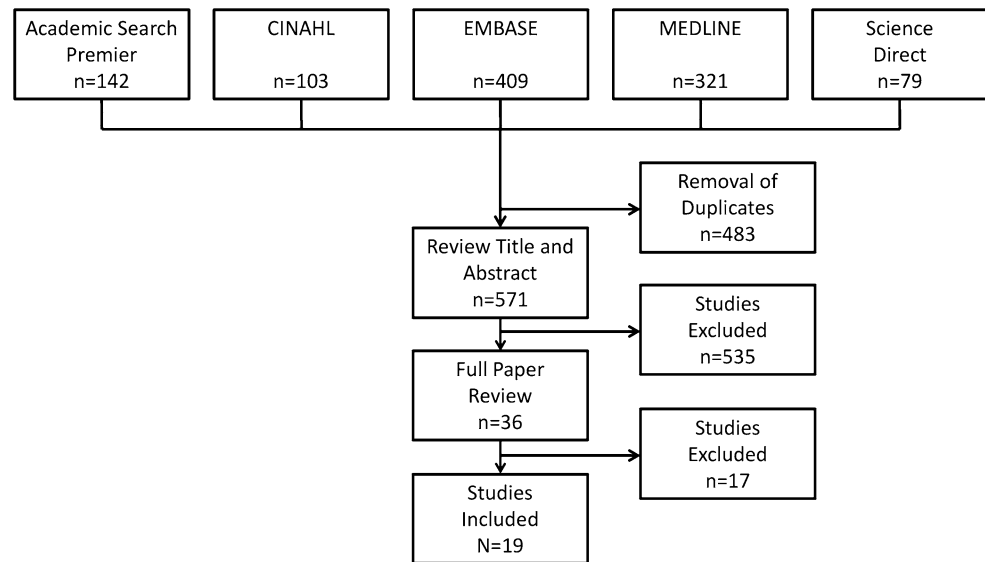 Academic Search
Premier
n=142
CINAHL
n=103
EMBASE
n=409
MEDLINE
n=321
Science
Direct
n=79
Removal of
Duplicates
n=483
Review Title and
Abstract
n=571
Studies
Excluded
n=535
Full Paper
Review
n=36
Studies
Excluded
n=17
Studies
Included
N=19